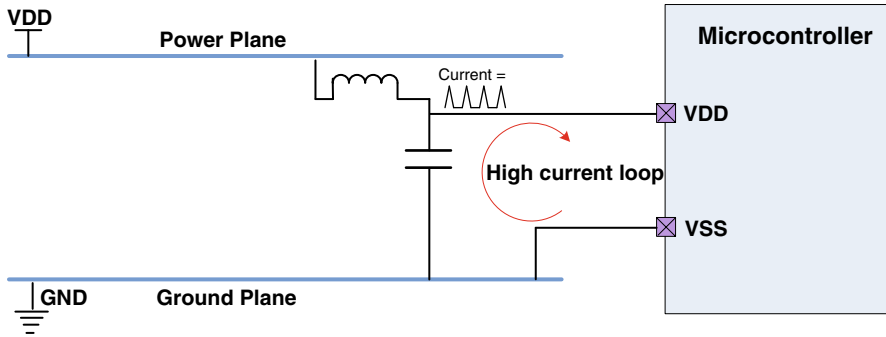 VDD
Power Plane
Microcontroller
Current =
VDD
High current loop
VSS
GND
Ground Plane